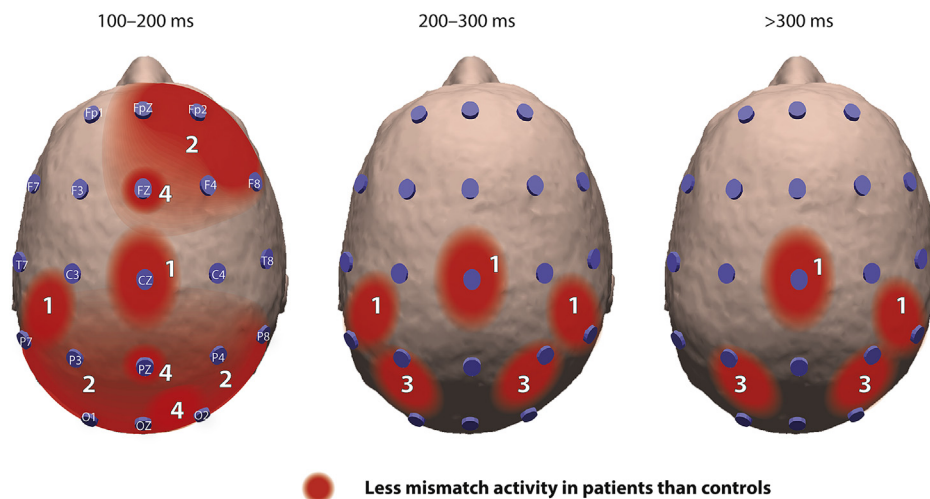 100–200 ms 200–300 ms >300 ms
Fp1 FpZ Fp2
2
F7 F3 FZ 4 F4 F8
T7 C3 CZ 1 C4 T8 1 1
1 1 1 1
P7 P3 PZ 4 P4 P8
2 2 3 3 3 3
O1 OZ 4 O2
Less mismatch activity in patients than controls